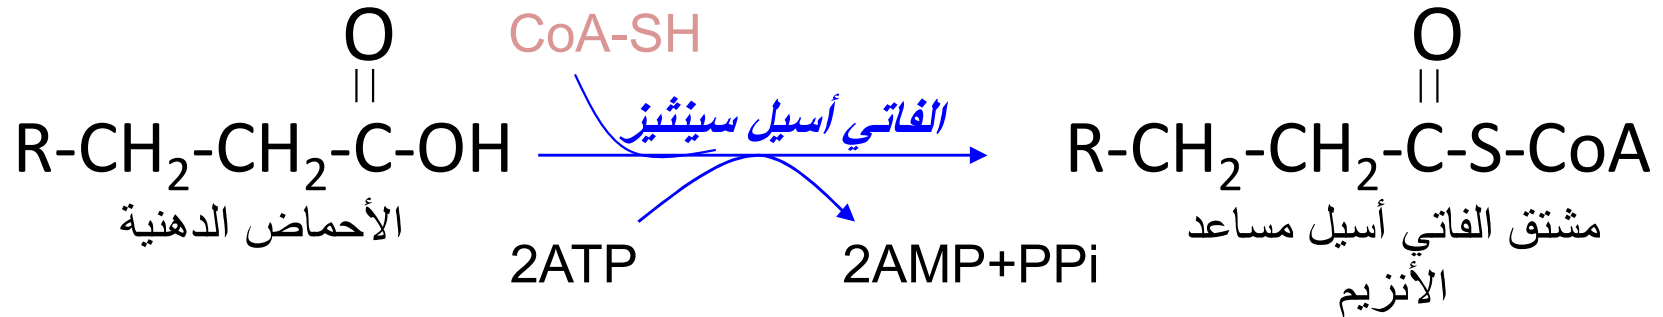 O
CoA-SH
O
الفاتي أسيل سينثيز
R-CH₂-CH₂-C-OH
R-CH₂-CH₂-C-S-CoA
الأحماض الدهنية
مشتق الفاتي أسيل مساعد
الأنزيم
2ATP
2AMP+PPi